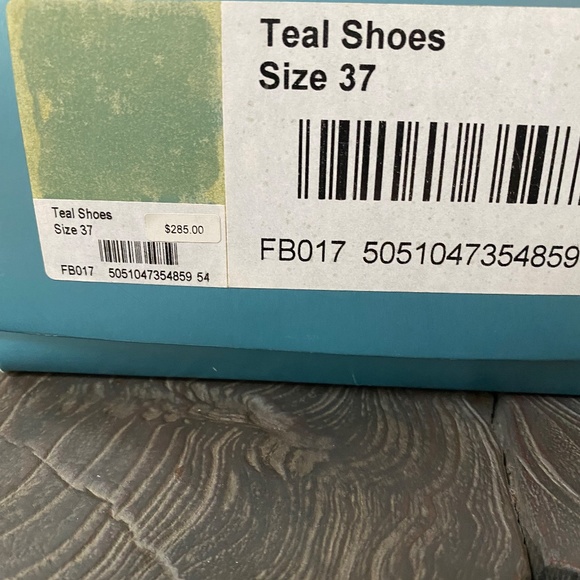 Teal Shoes
Size 37
FB017 5051047354859
Teal Shoes
Size 37 $285.00
FB017 5051047354859 54